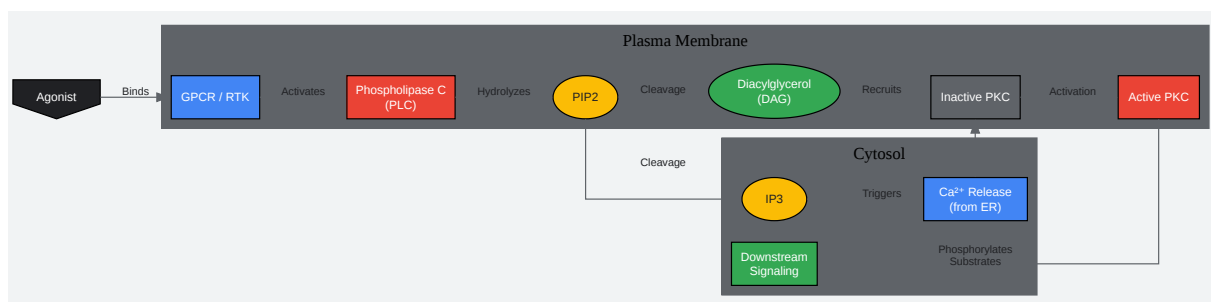 Plasma Membrane
Agonist
Binds
GPCR / RTK
Activates
Phospholipase C
(PLC)
Hydrolyzes
PIP2
Cleavage
Diacylglycerol
(DAG)
Recruits
Inactive PKC
Activation
Active PKC
Cleavage
Cytosol
IP3
Triggers
Ca²⁺ Release
(from ER)
Downstream
Signaling
Phosphorylates
Substrates